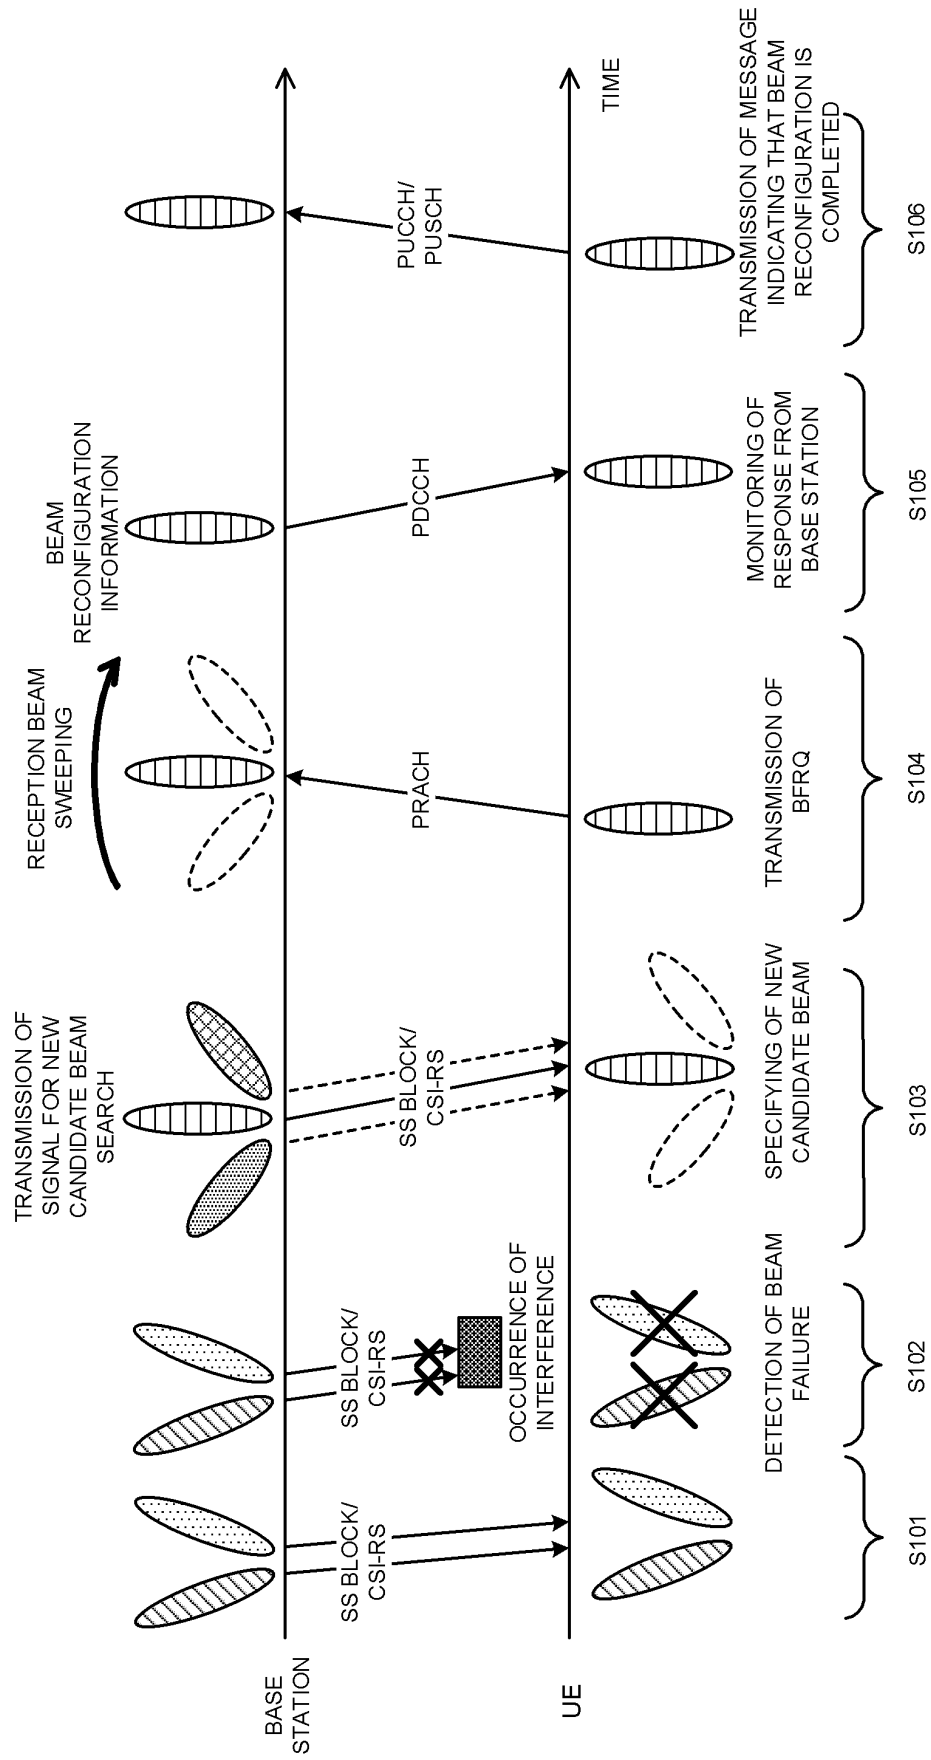 BASE
STATION
UE
TIME
SS BLOCK/
CSI-RS
S101
SS BLOCK/
CSI-RS
OCCURRENCE OF
INTERFERENCE
DETECTION OF BEAM
FAILURE
S102
TRANSMISSION OF
SIGNAL FOR NEW
CANDIDATE BEAM
SEARCH
SS BLOCK/
CSI-RS
SPECIFYING OF NEW
CANDIDATE BEAM
S103
RECEPTION BEAM
SWEEPING
PRACH
TRANSMISSION OF
BFRQ
S104
BEAM
RECONFIGURATION
INFORMATION
PDCCH
MONITORING OF
RESPONSE FROM
BASE STATION
S105
PUCCH/
PUSCH
TRANSMISSION OF MESSAGE
INDICATING THAT BEAM
RECONFIGURATION IS
COMPLETED
S106